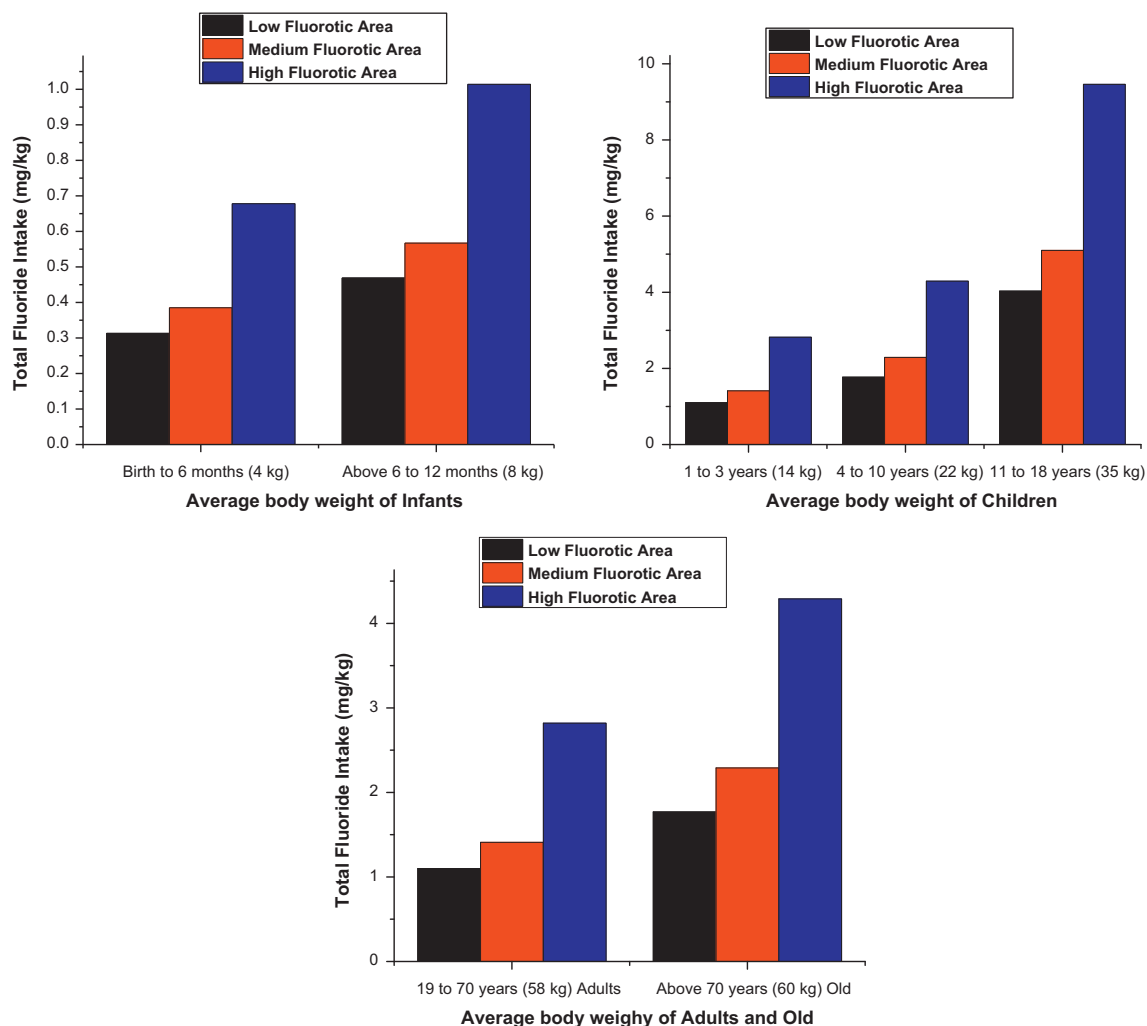 Low Fluorotic Area
Medium Fluorotic Area
High Fluorotic Area
Total Fluoride Intake (mg/kg)
1.0
0.9
0.8
0.7
0.6
0.5
0.4
0.3
0.2
0.1
0.0
Birth to 6 months (4 kg) Above 6 to 12 months (8 kg)
Average body weight of Infants
Low Fluorotic Area
Medium Fluorotic Area
High Fluorotic Area
Total Fluoride Intake (mg/kg)
10
8
6
4
2
0
1 to 3 years (14 kg) 4 to 10 years (22 kg) 11 to 18 years (35 kg)
Average body weight of Children
Low Fluorotic Area
Medium Fluorotic Area
High Fluorotic Area
Total Fluoride Intake (mg/kg)
4
3
2
1
0
19 to 70 years (58 kg) Adults Above 70 years (60 kg) Old
Average body weighy of Adults and Old